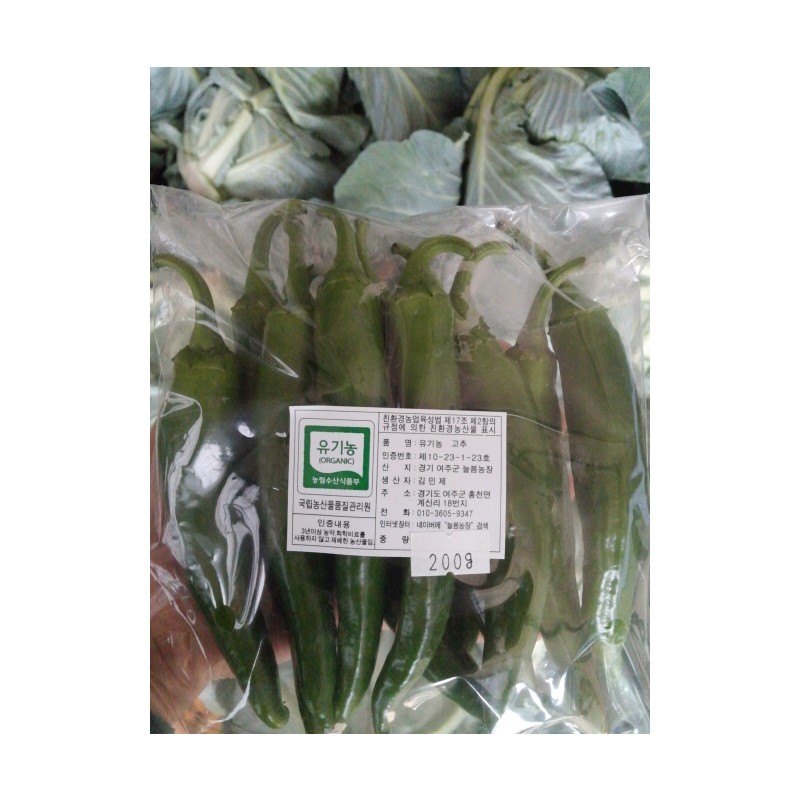 친환경농업육성법 제17조 제2항의
규정에 의한 친환경농산물 표시
유기농
(ORGANIC)
농림수산식품부
국립농산물품질관리원
인증내용
3년이상 농약 화학비료를
사용하지 않고 재배한 농산물임.
품 명 : 유기농 고추
인증번호 : 제10-23-1-23호
산 지 : 경기 여주군 늘픔농장
생 산 자 : 김 민 제
주 소 : 경기도 여주군 흥천면
계신리 18번지
전 화 : 010-3605-9347
인터넷장터 : 네이버에 "늘픔농장" 검색
중 량
200g